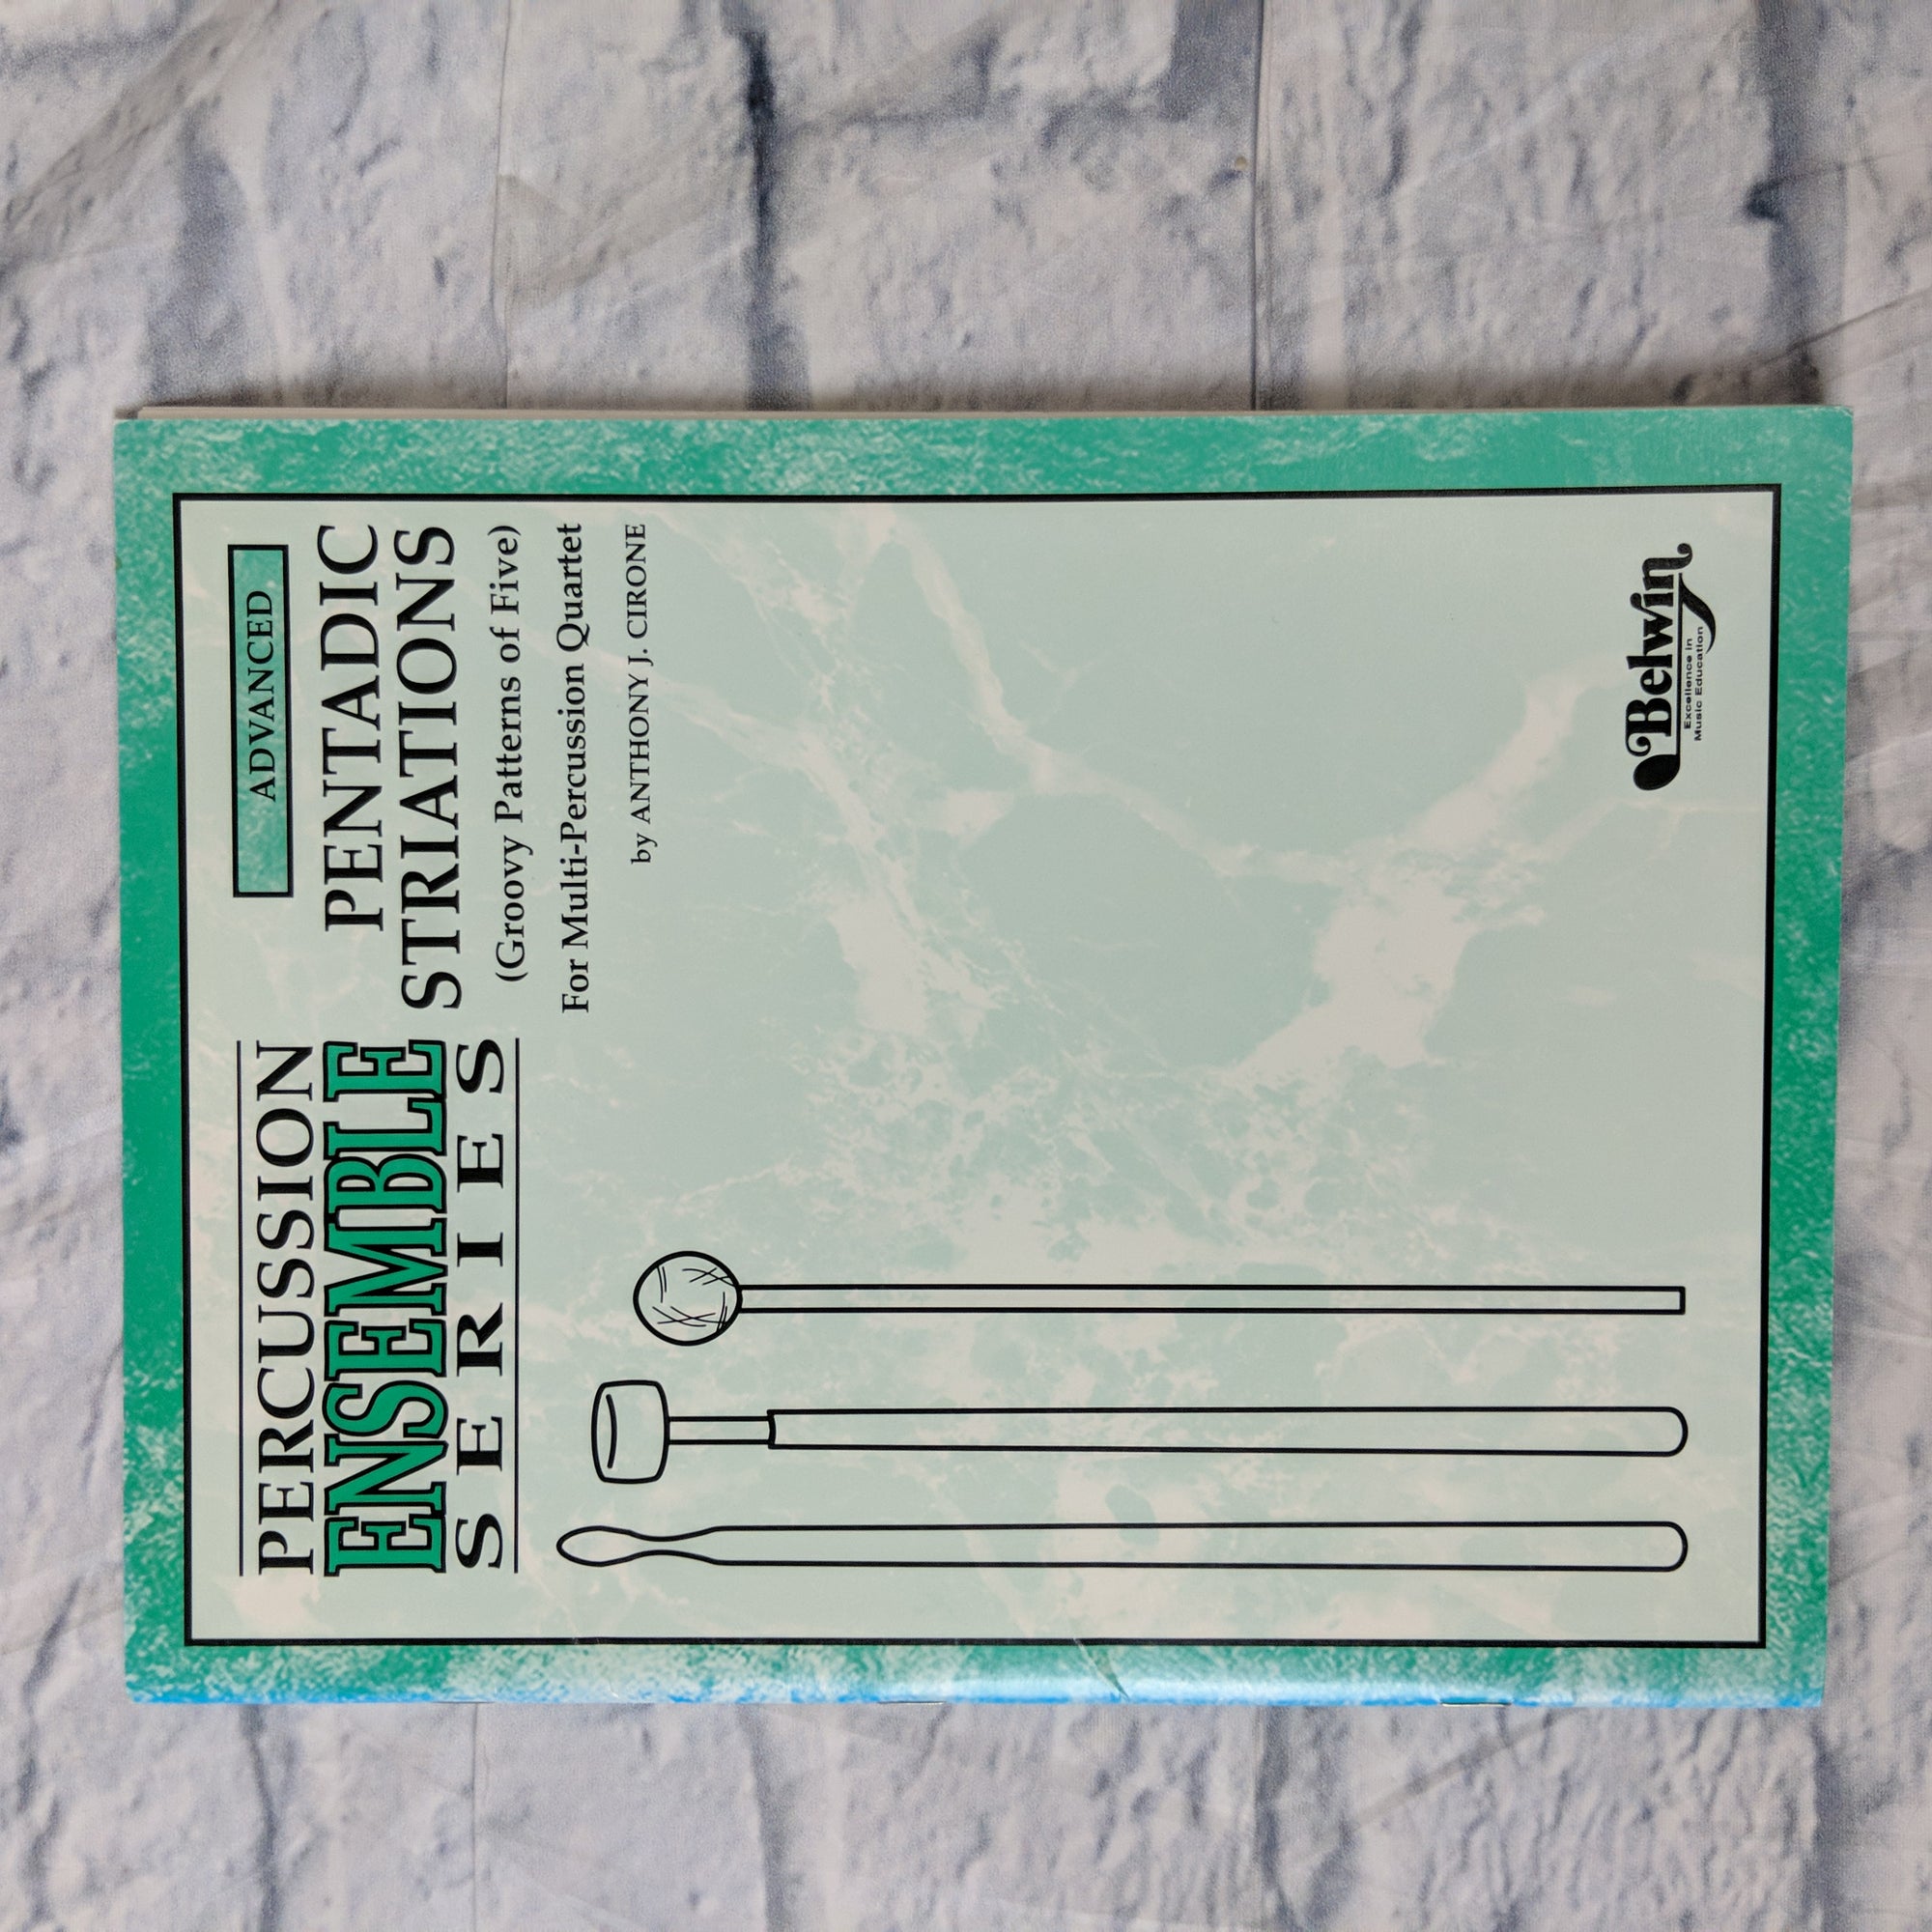 PERCUSSION
ENSEMBLE
SERIES
ADVANCED
PENTADIC
STRIATIONS
(Groovy Patterns of Five)
For Multi-Percussion Quartet
by ANTHONY J. CIRONE
Belwin
Excellence in
Music Education